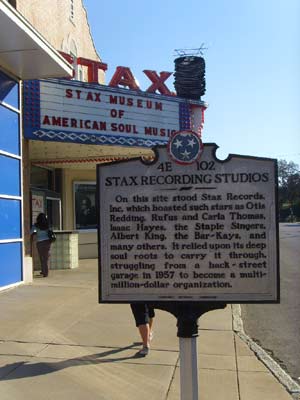 STAX
STAX MUSEUM
OF
AMERICAN SOUL MUSIC
4E 102
STAX RECORDING STUDIOS
On this site stood Stax Records,
Inc. which boasted such stars as Otis
Redding, Rufus and Carla Thomas,
Isaac Hayes, the Staple Singers,
Albert King, the Bar-Kays, and
many others. It relied upon its deep
soul roots to carry it through,
struggling from a back-street
garage in 1957 to become a multi-
million-dollar organization.